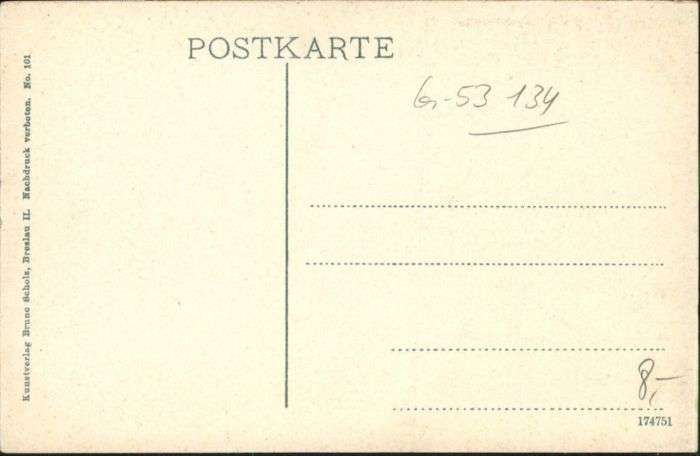 POSTKARTE
53 134
Kunstverlag Bruno Scholz, Breslau II. Nachdruck verboten. No. 161
8,-
174751